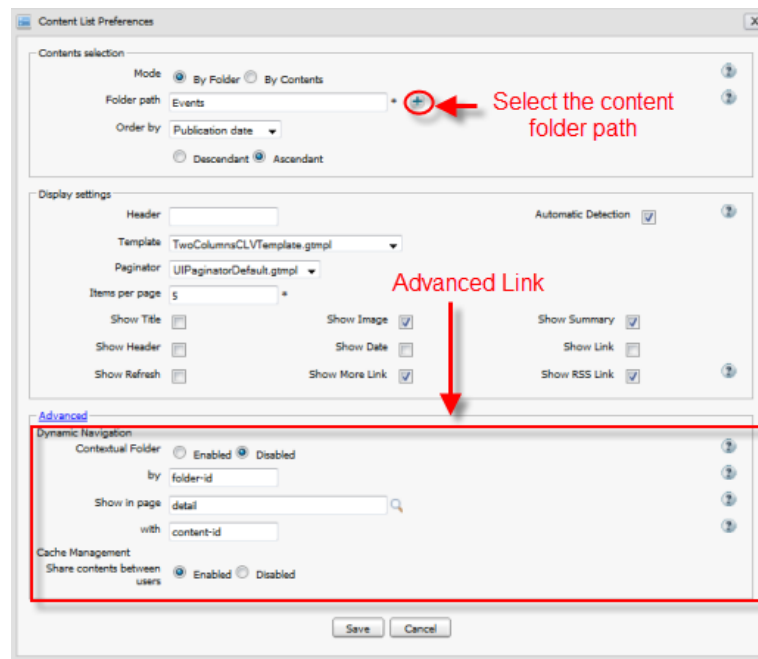 Content List Preferences
Contents selection
Mode By Folder By Contents
Folder path Events *
Select the content
folder path
Order by Publication date
Descendant Ascendant
Display settings
Header Automatic Detection
Template TwoColumnsCLVTemplate.gtmpl
Paginator UIPaginatorDefault.gtmpl
Advanced Link
Items per page 5 *
Show Title Show Image Show Summary
Show Header Show Date Show Link
Show Refresh Show More Link Show RSS Link
Advanced
Dynamic Navigation
Contextual Folder Enabled Disabled
by folder-id
Show in page detail
with content-id
Cache Management
Share contents between
users Enabled Disabled
Save Cancel